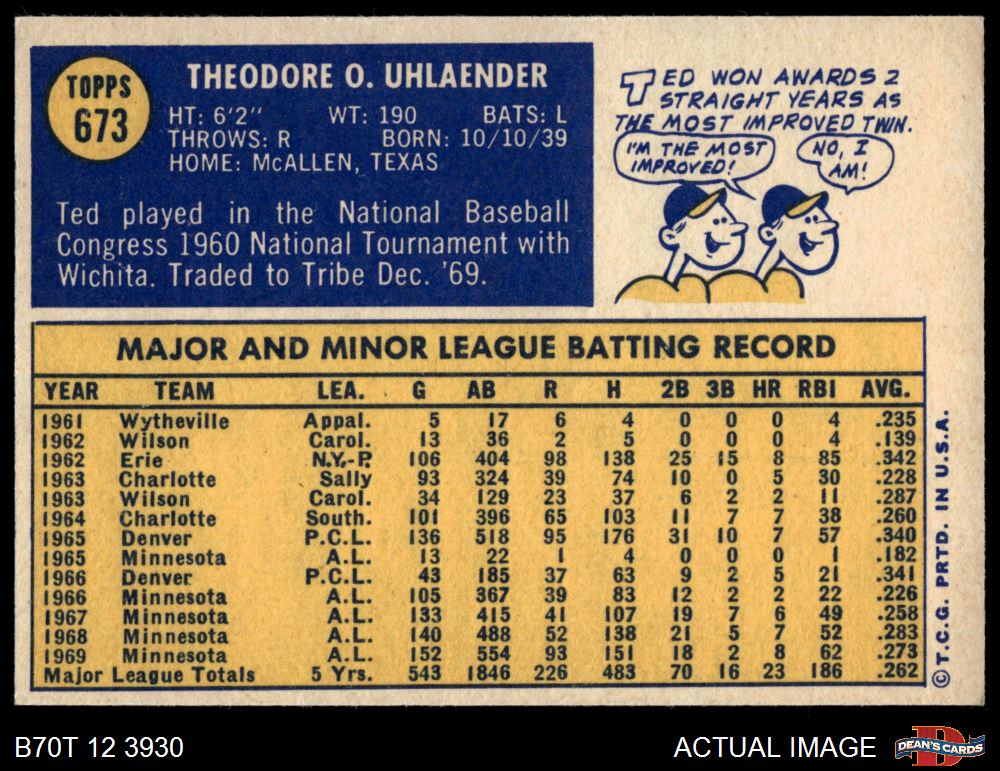 TOPPS
673
THEODORE O. UHLAENDER
HT: 6'2" WT: 190 BATS: L
THROWS: R BORN: 10/10/39
HOME: McALLEN, TEXAS
Ted played in the National Baseball
Congress 1960 National Tournament with
Wichita. Traded to Tribe Dec. '69.
TED WON AWARDS 2
STRAIGHT YEARS AS
THE MOST IMPROVED TWIN.
I'M THE MOST
IMPROVED!
NO, I
AM!
MAJOR AND MINOR LEAGUE BATTING RECORD
YEAR TEAM LEA. G AB R H 2B 3B HR RBI AVG.
1961 Wytheville Appal. 5 17 6 4 0 0 0 4 .235
1962 Wilson Carol. 13 36 2 5 0 0 0 4 .139
1962 Erie N.Y.-P. 106 404 98 138 25 15 8 85 .342
1963 Charlotte Sally 93 324 39 74 10 0 5 30 .228
1963 Wilson Carol. 34 129 23 37 6 2 2 11 .287
1964 Charlotte South. 101 396 65 103 11 7 7 38 .260
1965 Denver P.C.L. 136 518 95 176 31 10 7 57 .340
1965 Minnesota A.L. 13 22 1 4 0 0 0 1 .182
1966 Denver P.C.L. 43 185 37 63 9 2 5 21 .341
1966 Minnesota A.L. 105 367 39 83 12 2 2 22 .226
1967 Minnesota A.L. 133 415 41 107 19 7 6 49 .258
1968 Minnesota A.L. 140 488 52 138 21 5 7 52 .283
1969 Minnesota A.L. 152 554 93 151 18 2 8 62 .273
Major League Totals 5 Yrs. 543 1846 226 483 70 16 23 186 .262
© T.C.G. PRTD. IN U.S.A.
B70T 12 3930
ACTUAL IMAGE
DEAN'S CARDS